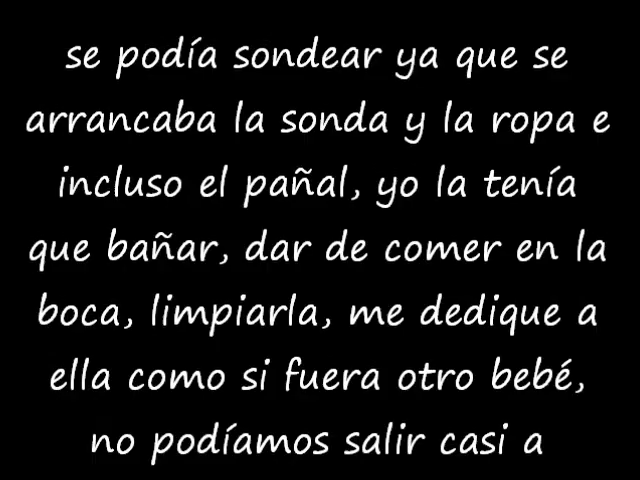 se podía sondear ya que se
arrancaba la sonda y la ropa e
incluso el pañal, yo la tenía
que bañar, dar de comer en la
boca, limpiarla, me dedique a
ella como si fuera otro bebé,
no podíamos salir casi a